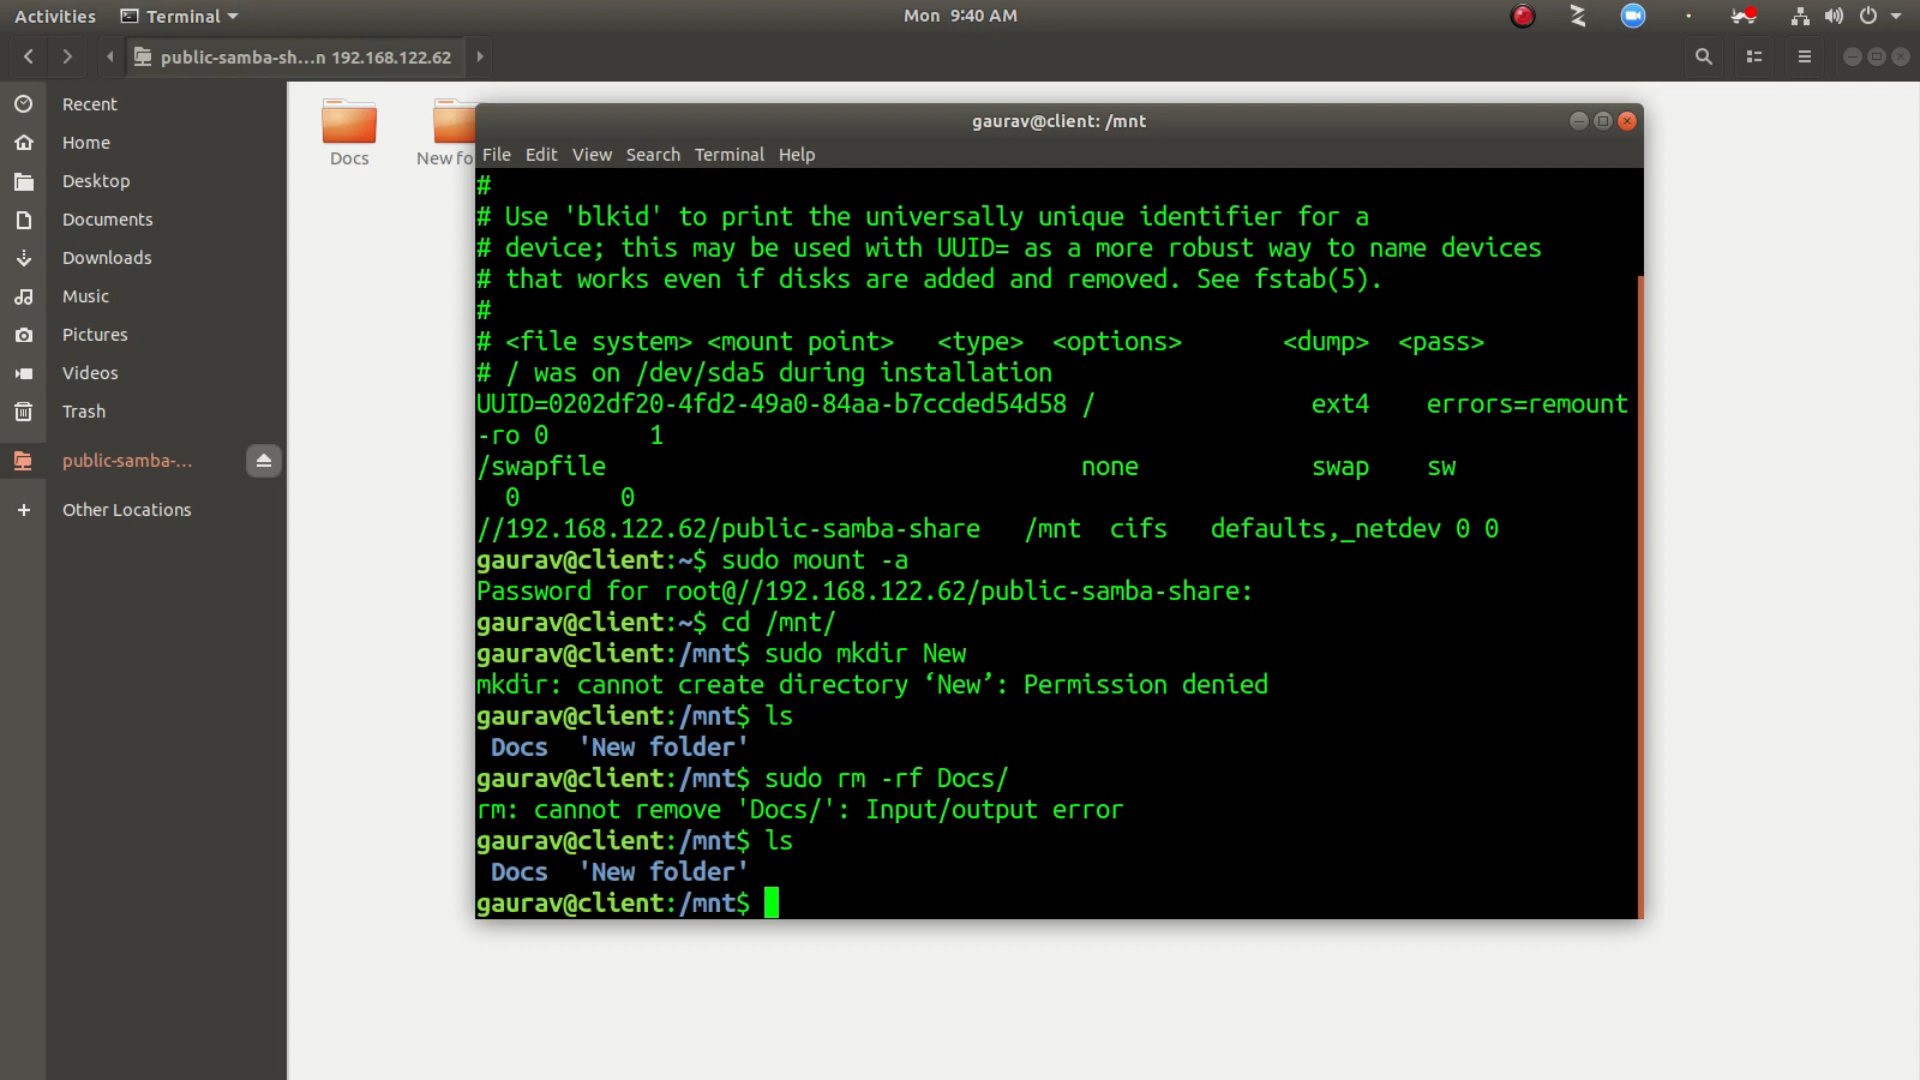 Activities
Terminal
Mon 9:40 AM
public-samba-sh...n 192.168.122.62
Recent
Home
Desktop
Documents
Downloads
Music
Pictures
Videos
Trash
public-samba-...
Other Locations
Docs
New fo
gaurav@client: /mnt
File Edit View Search Terminal Help
#
# Use 'blkid' to print the universally unique identifier for a
# device; this may be used with UUID= as a more robust way to name devices
# that works even if disks are added and removed. See fstab(5).
#
# <file system> <mount point>   <type>  <options>       <dump>  <pass>
# / was on /dev/sda5 during installation
UUID=0202df20-4fd2-49a0-84aa-b7ccded54d58 /               ext4    errors=remount
-ro 0       1
/swapfile                                 none            swap    sw
  0       0
//192.168.122.62/public-samba-share   /mnt  cifs   defaults,_netdev 0 0
gaurav@client:~$ sudo mount -a
Password for root@//192.168.122.62/public-samba-share:
gaurav@client:~$ cd /mnt/
gaurav@client:/mnt$ sudo mkdir New
mkdir: cannot create directory ‘New’: Permission denied
gaurav@client:/mnt$ ls
 Docs  'New folder'
gaurav@client:/mnt$ sudo rm -rf Docs/
rm: cannot remove 'Docs/': Input/output error
gaurav@client:/mnt$ ls
 Docs  'New folder'
gaurav@client:/mnt$